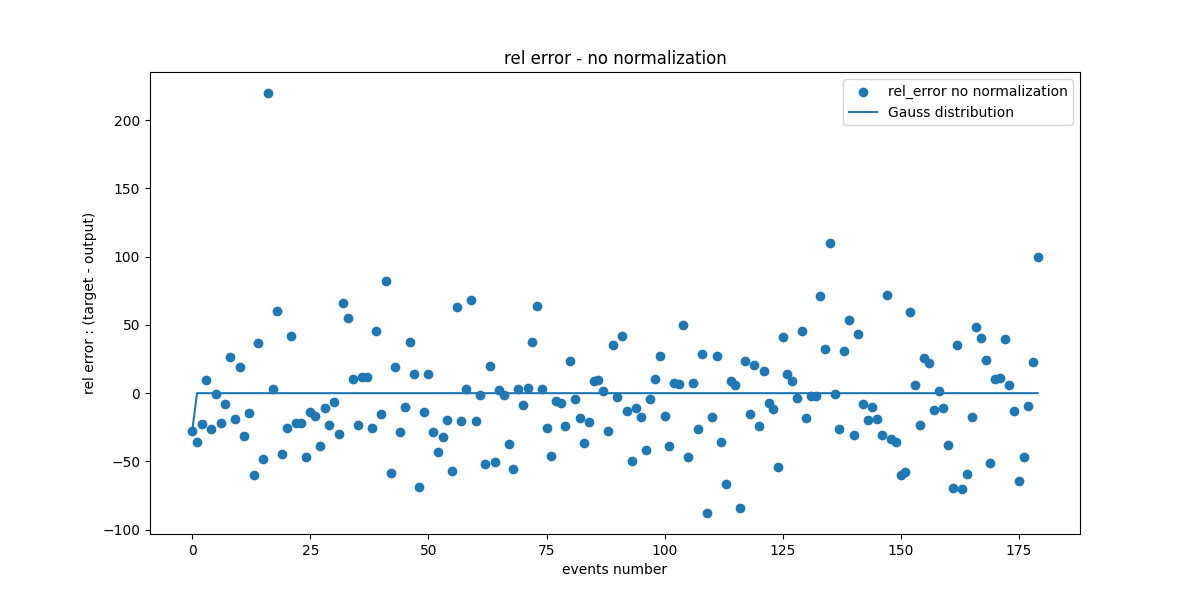 rel error - no normalization
rel_error no normalization
Gauss distribution
rel error : (target - output)
200
150
100
50
0
−50
−100
0 25 50 75 100 125 150 175
events number